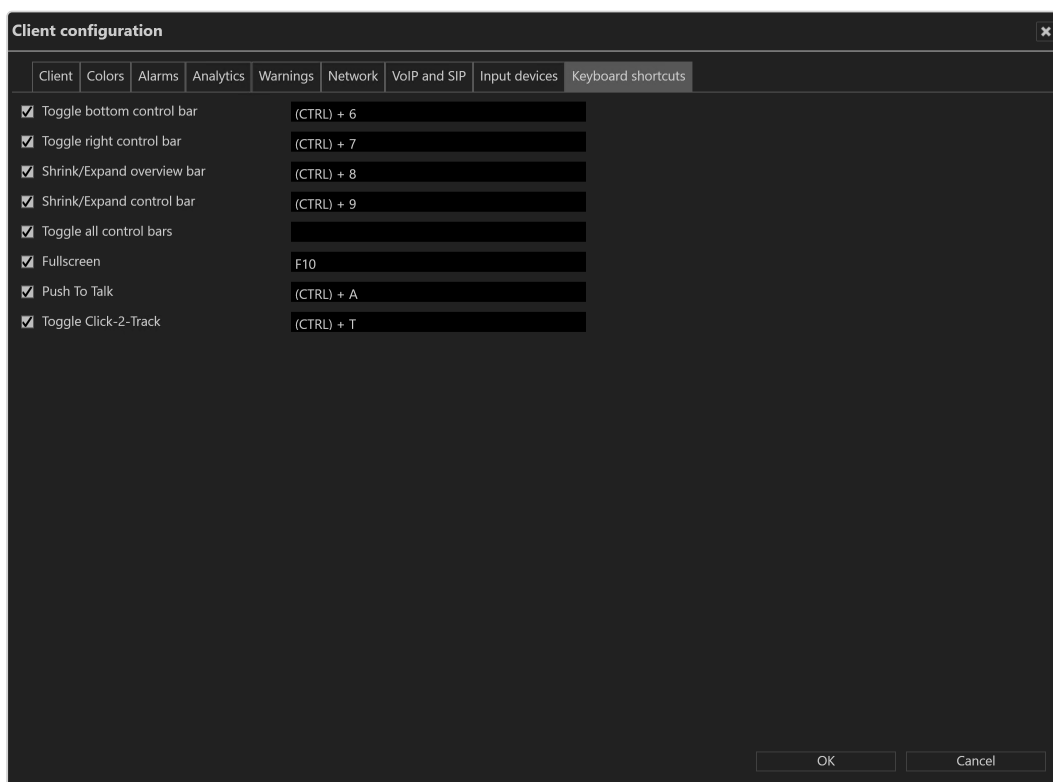 Client configuration
Client Colors Alarms Analytics Warnings Network VoIP and SIP Input devices Keyboard shortcuts
Toggle bottom control bar (CTRL) + 6
Toggle right control bar (CTRL) + 7
Shrink/Expand overview bar (CTRL) + 8
Shrink/Expand control bar (CTRL) + 9
Toggle all control bars
Fullscreen F10
Push To Talk (CTRL) + A
Toggle Click-2-Track (CTRL) + T
OK Cancel